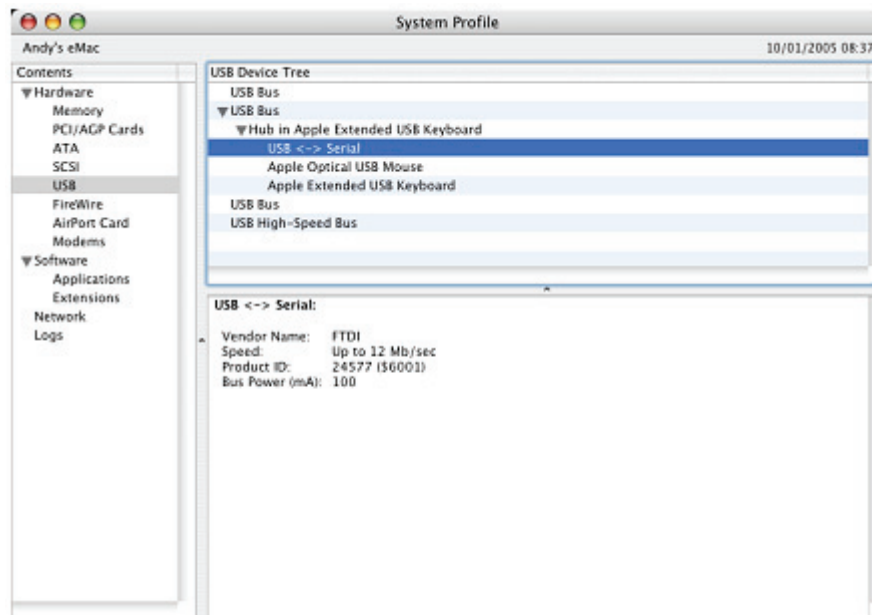 System Profile
Andy's eMac
10/01/2005 08:37
Contents
Hardware
Memory
PCI/AGP Cards
ATA
SCSI
USB
FireWire
AirPort Card
Modems
Software
Applications
Extensions
Network
Logs
USB Device Tree
USB Bus
USB Bus
Hub in Apple Extended USB Keyboard
USB <-> Serial
Apple Optical USB Mouse
Apple Extended USB Keyboard
USB Bus
USB High-Speed Bus
USB <-> Serial:
Vendor Name: FTDI
Speed: Up to 12 Mb/sec
Product ID: 24577 ($6001)
Bus Power (mA): 100